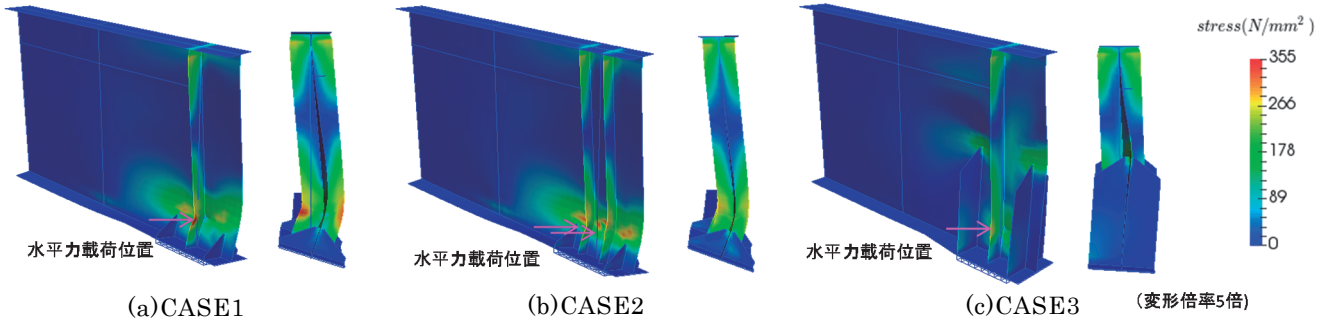 stress(N/mm²)
355
266
178
89
0
水平力載荷位置
水平力載荷位置
水平力載荷位置
(変形倍率5倍)
(a)CASE1
(b)CASE2
(c)CASE3